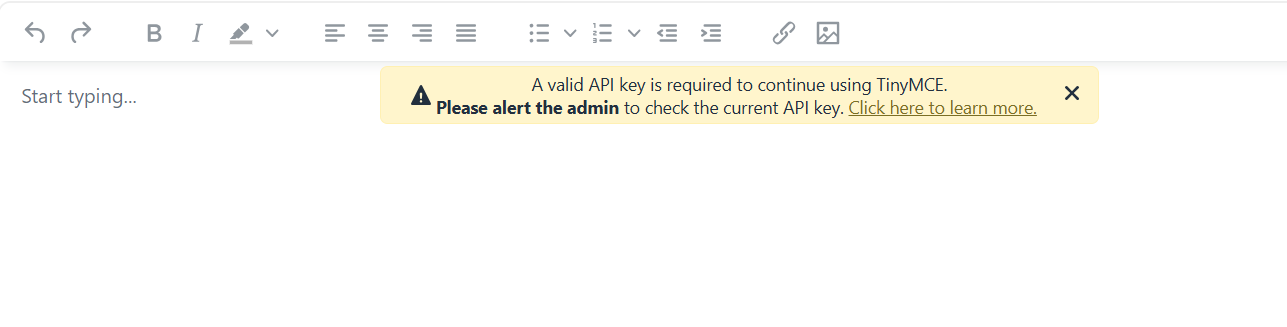 B I
Start typing...
A valid API key is required to continue using TinyMCE.
Please alert the admin to check the current API key. Click here to learn more.